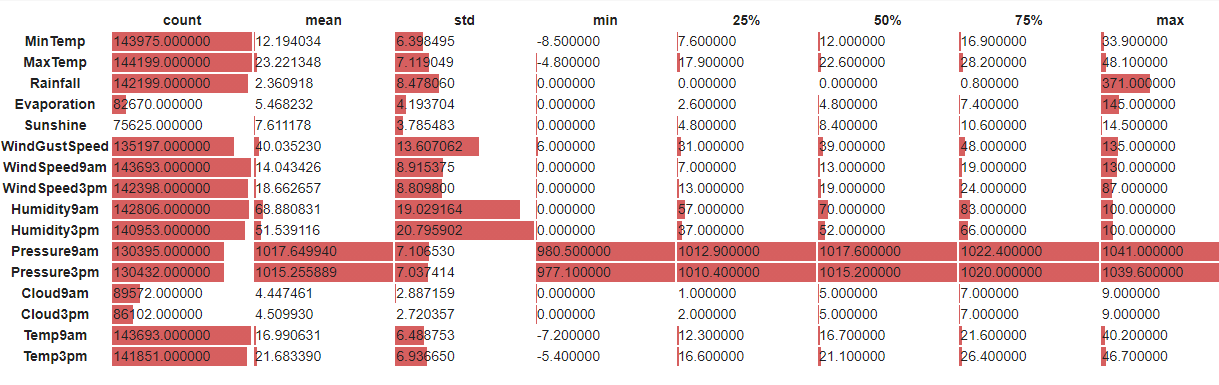 count mean std min 25% 50% 75% max
MinTemp 143975.000000 12.194034 6.398495 -8.500000 7.600000 12.000000 16.900000 33.900000
MaxTemp 144199.000000 23.221348 7.119049 -4.800000 17.900000 22.600000 28.200000 48.100000
Rainfall 142199.000000 2.360918 8.478060 0.000000 0.000000 0.000000 0.800000 371.000000
Evaporation 82670.000000 5.468232 4.193704 0.000000 2.600000 4.800000 7.400000 145.000000
Sunshine 75625.000000 7.611178 3.785483 0.000000 4.800000 8.400000 10.600000 14.500000
WindGustSpeed 135197.000000 40.035230 13.607062 6.000000 31.000000 39.000000 48.000000 135.000000
WindSpeed9am 143693.000000 14.043426 8.915375 0.000000 7.000000 13.000000 19.000000 130.000000
WindSpeed3pm 142398.000000 18.662657 8.809800 0.000000 13.000000 19.000000 24.000000 87.000000
Humidity9am 142806.000000 68.880831 19.029164 0.000000 57.000000 70.000000 83.000000 100.000000
Humidity3pm 140953.000000 51.539116 20.795902 0.000000 37.000000 52.000000 66.000000 100.000000
Pressure9am 130395.000000 1017.649940 7.106530 980.500000 1012.900000 1017.600000 1022.400000 1041.000000
Pressure3pm 130432.000000 1015.255889 7.037414 977.100000 1010.400000 1015.200000 1020.000000 1039.600000
Cloud9am 89572.000000 4.447461 2.887159 0.000000 1.000000 5.000000 7.000000 9.000000
Cloud3pm 86102.000000 4.509930 2.720357 0.000000 2.000000 5.000000 7.000000 9.000000
Temp9am 143693.000000 16.990631 6.488753 -7.200000 12.300000 16.700000 21.600000 40.200000
Temp3pm 141851.000000 21.683390 6.936650 -5.400000 16.600000 21.100000 26.400000 46.700000